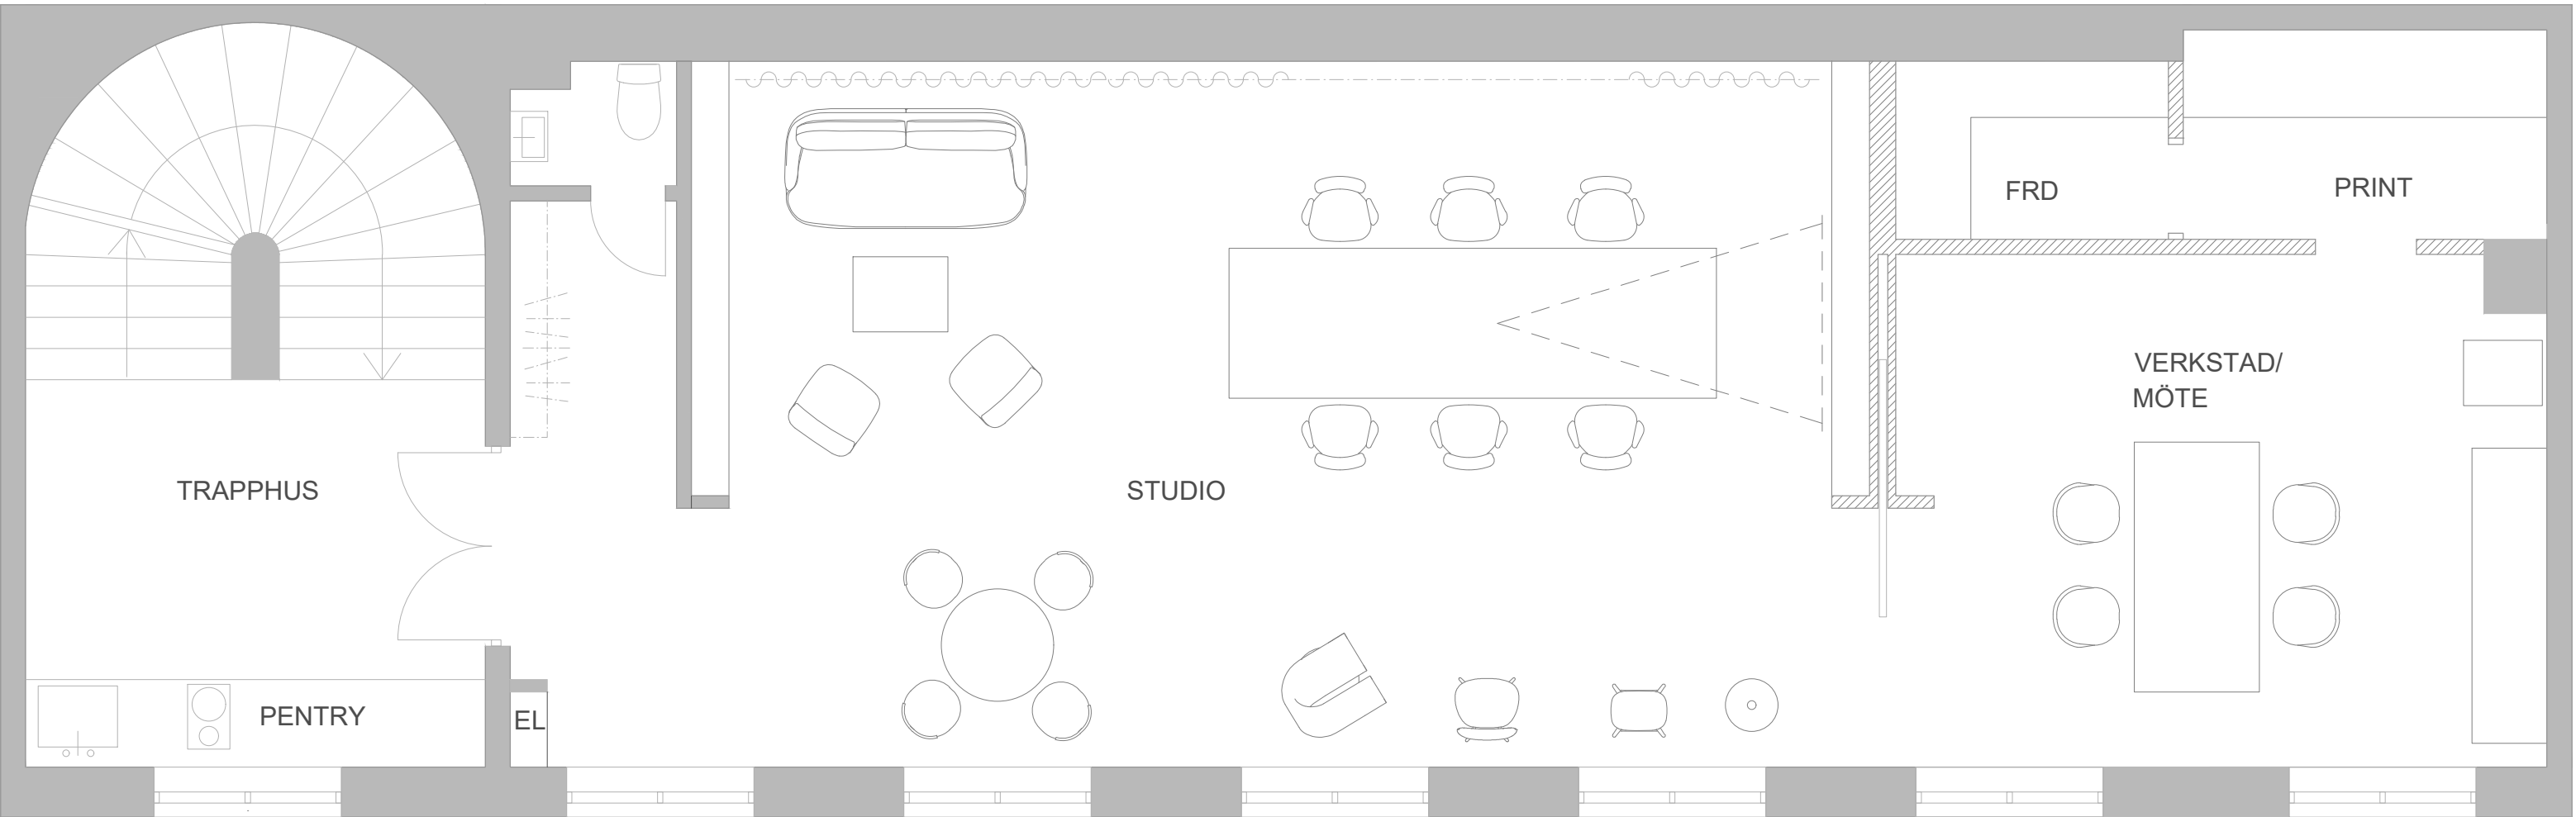 FRD
PRINT
VERKSTAD/
MÖTE
TRAPPHUS
STUDIO
PENTRY
EL